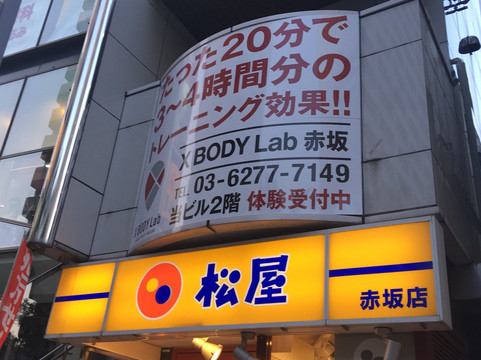 たった20分で
3~4時間分の
トレーニング効果!!
X BODY Lab 赤坂
TEL 03-6277-7149
当ビル2階 体験受付中
X BODY Lab
松屋
赤坂店